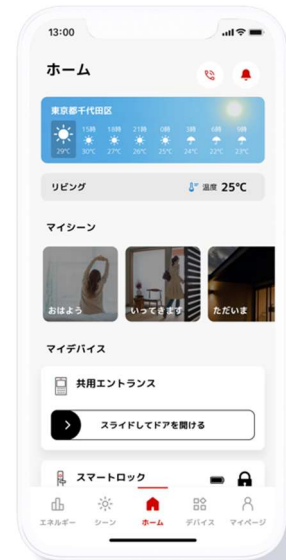 13:00
ホーム
東京都千代田区
15時 18時 21時 0時 3時 6時 9時
29℃ 30℃ 27℃ 26℃ 25℃ 24℃ 22℃ 23℃
リビング 温度 25℃
マイシーン
おはよう いってきます ただいま
マイデバイス
共用エントランス
スライドしてドアを開ける
スマートロック
エネルギー シーン ホーム デバイス マイページ